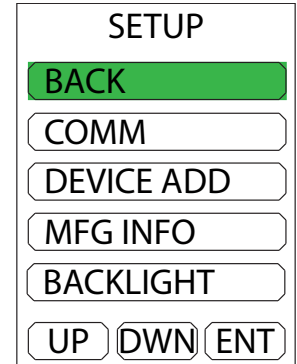 SETUP
BACK
COMM
DEVICE ADD
MFG INFO
BACKLIGHT
UP DWN ENT